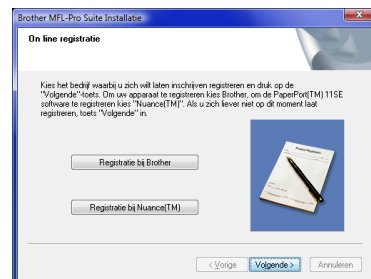 Brother MFL-Pro Suite Installatie
On line registratie
Kies het bedrijf waarbij u zich wilt laten inschrijven registreren en druk op de
"Volgende"-toets. Om uw apparaat te registreren kies Brother, om de PaperPort(TM) 11SE
software te registreren kies "Nuance(TM)". Als u zich liever niet op dit moment laat
registreren, toets "Volgende" in.
Registratie bij Brother
Registratie bij Nuance(TM)
< Vorige
Volgende >
Annuleren